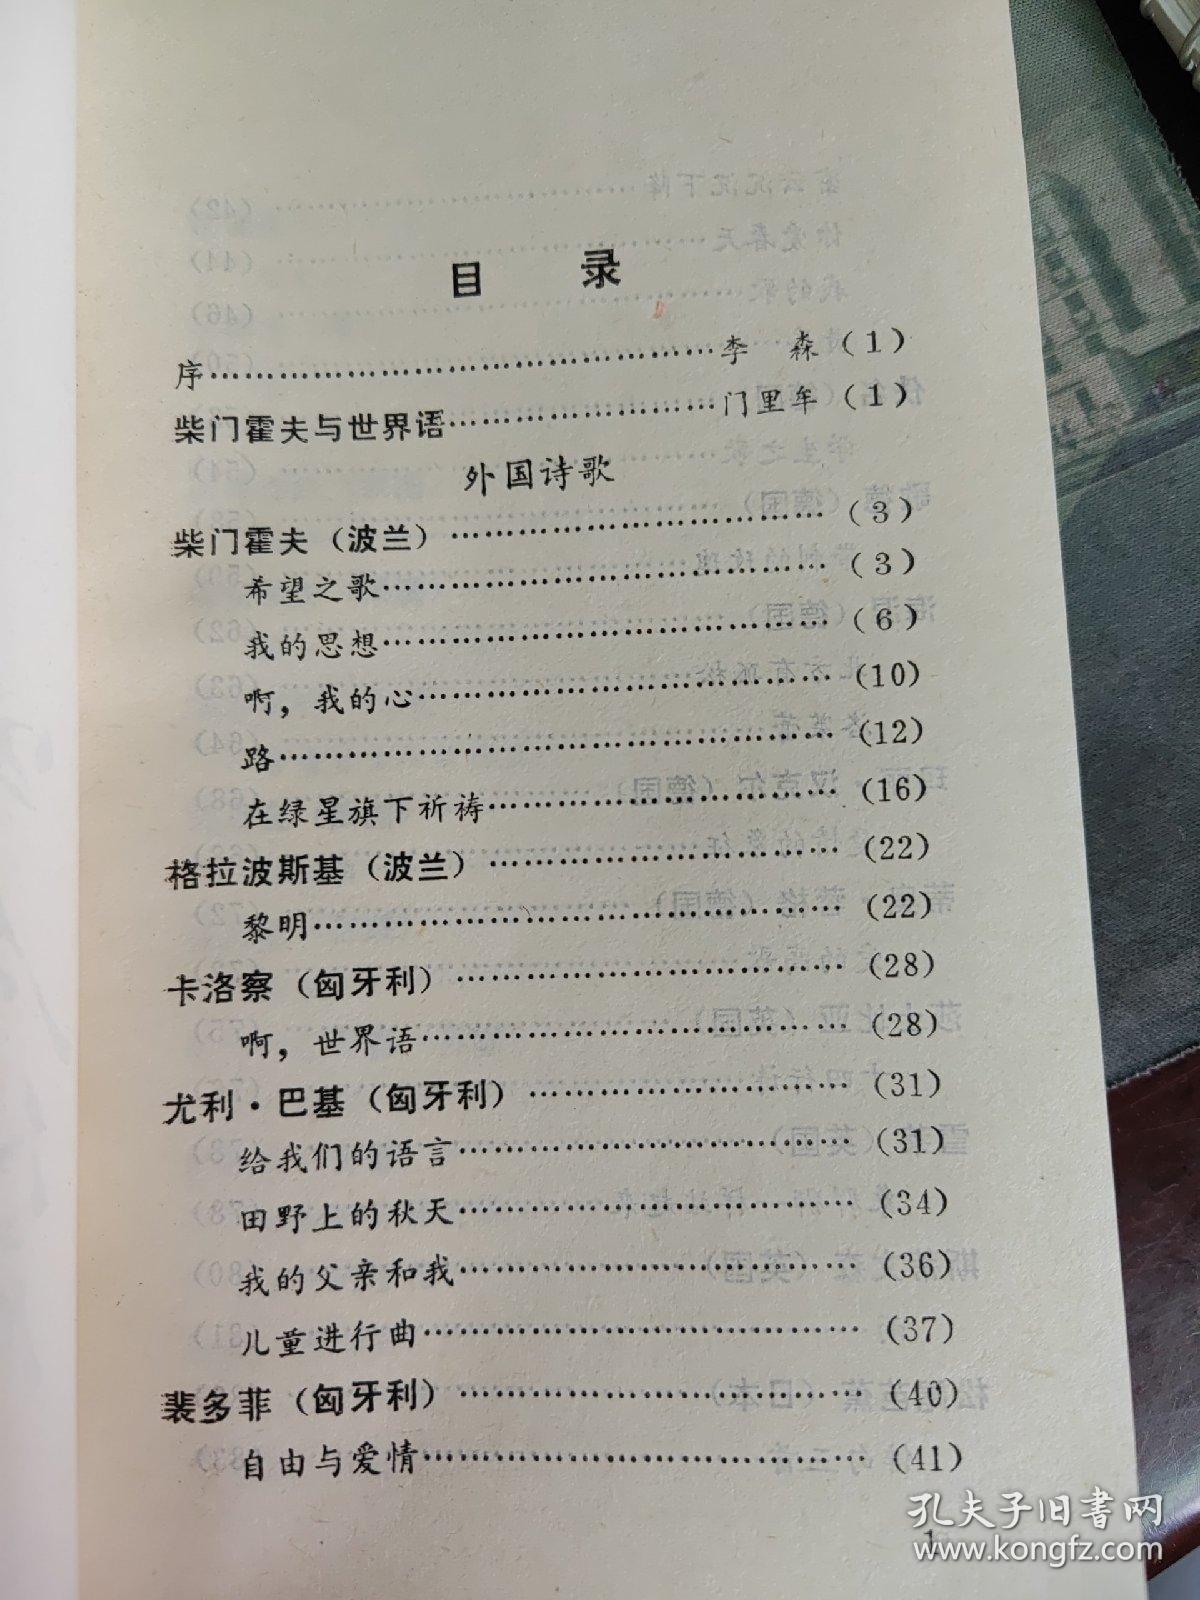 目　录
序……………………………………李　森（1）
柴门霍夫与世界语……………………门里牟（1）
外国诗歌
柴门霍夫（波兰）……………………………（3）
希望之歌…………………………………（3）
我的思想…………………………………（6）
啊，我的心………………………………（10）
路…………………………………………（12）
在绿星旗下祈祷…………………………（16）
格拉波斯基（波兰）…………………………（22）
黎明………………………………………（22）
卡洛察（匈牙利）……………………………（28）
啊，世界语………………………………（28）
尤利·巴基（匈牙利）………………………（31）
给我们的语言……………………………（31）
田野上的秋天……………………………（34）
我的父亲和我……………………………（36）
儿童进行曲………………………………（37）
裴多菲（匈牙利）……………………………（40）
自由与爱情………………………………（41）
1
孔夫子旧书网
www.kongfz.com